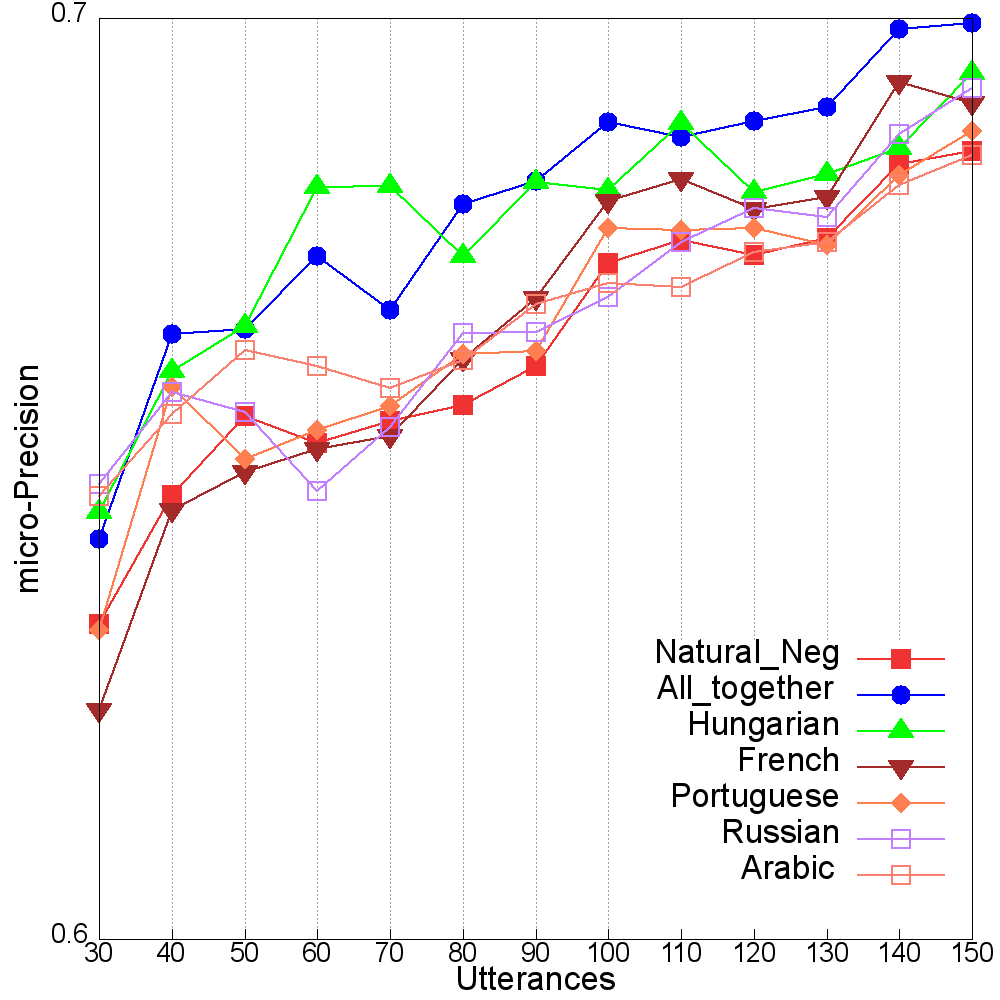 0.7
micro-Precision
Natural_Neg
All_together
Hungarian
French
Portuguese
Russian
Arabic
0.6
30 40 50 60 70 80 90 100 110 120 130 140 150
Utterances